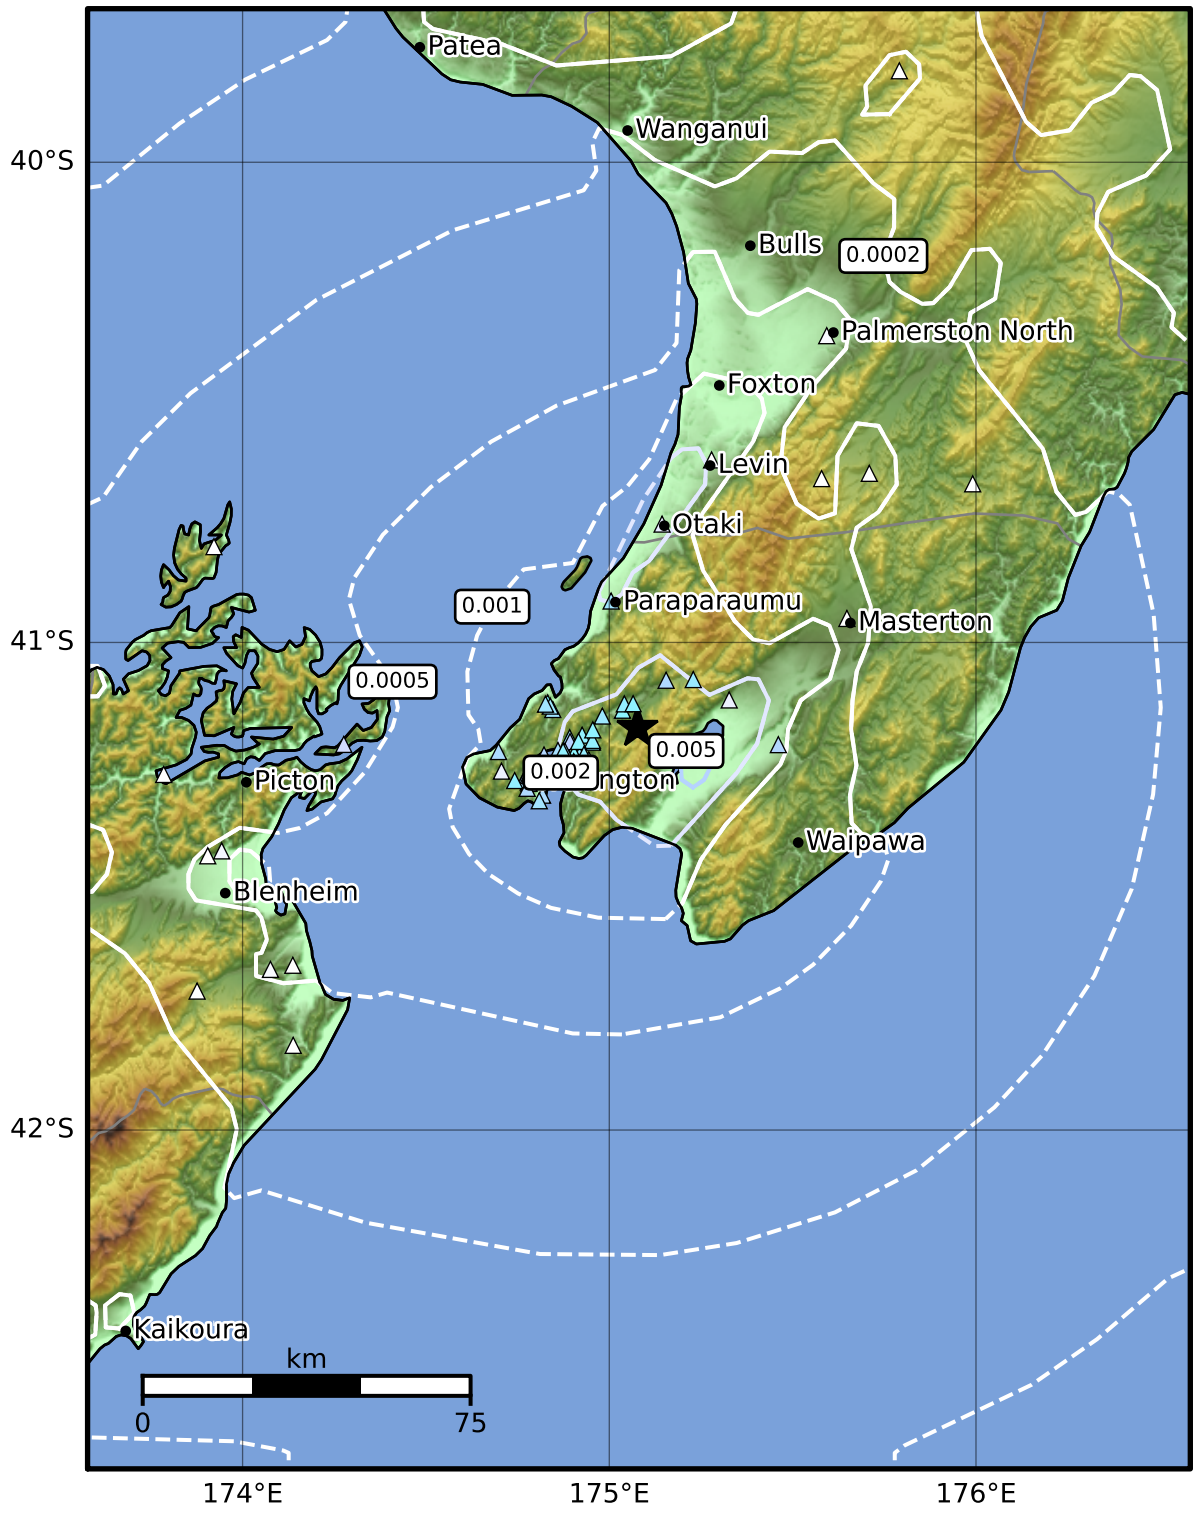 Patea
Wanganui
40°S
Bulls
0.0002
Palmerston North
Foxton
Levin
Otaki
0.001
Paraparaumu
Masterton
41°S
0.0005
0.005
0.002
ngton
Picton
Waipawa
Blenheim
42°S
Kaikoura
km
0
75
174°E
175°E
176°E